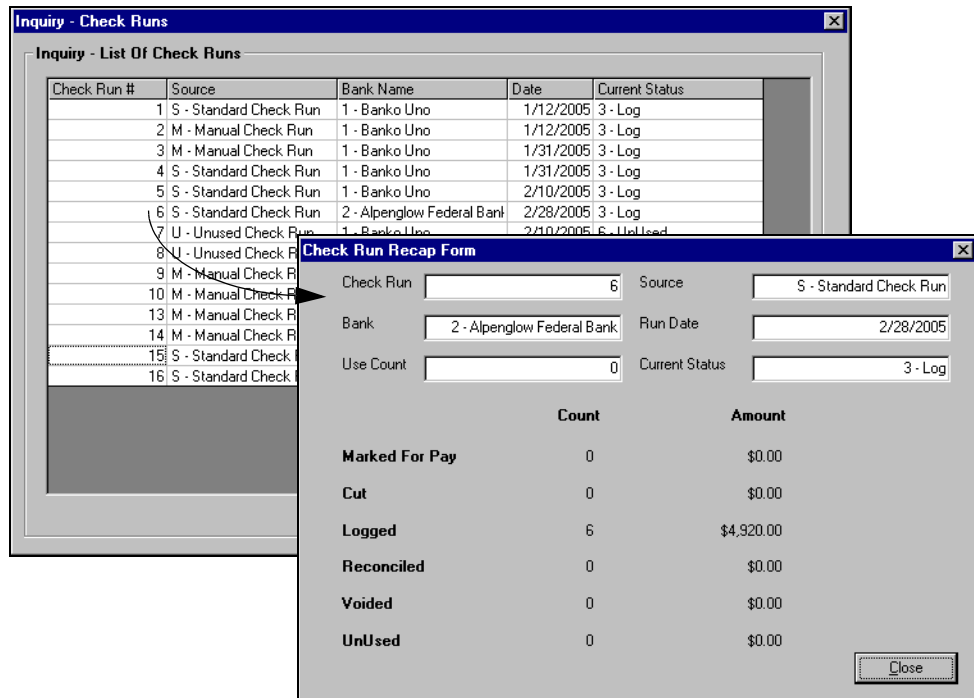 Inquiry - Check Runs
Inquiry - List Of Check Runs
Check Run # Source Bank Name Date Current Status
1 S - Standard Check Run 1 - Banko Uno 1/12/2005 3 - Log
2 M - Manual Check Run 1 - Banko Uno 1/12/2005 3 - Log
3 M - Manual Check Run 1 - Banko Uno 1/31/2005 3 - Log
4 S - Standard Check Run 1 - Banko Uno 1/31/2005 3 - Log
5 S - Standard Check Run 1 - Banko Uno 2/10/2005 3 - Log
6 S - Standard Check Run 2 - Alpenglow Federal Bank 2/28/2005 3 - Log
7 U - Unused Check Run 1 - Banko Uno 2/10/2005 6 - UnUsed
8 U - Unused Check R
9 M - Manual Check R
10 M - Manual Check R
13 M - Manual Check R
14 M - Manual Check R
15 S - Standard Check
16 S - Standard Check
Check Run Recap Form
Check Run 6 Source S - Standard Check Run
Bank 2 - Alpenglow Federal Bank Run Date 2/28/2005
Use Count 0 Current Status 3 - Log
Count Amount
Marked For Pay 0 $0.00
Cut 0 $0.00
Logged 6 $4,920.00
Reconciled 0 $0.00
Voided 0 $0.00
UnUsed 0 $0.00
Close